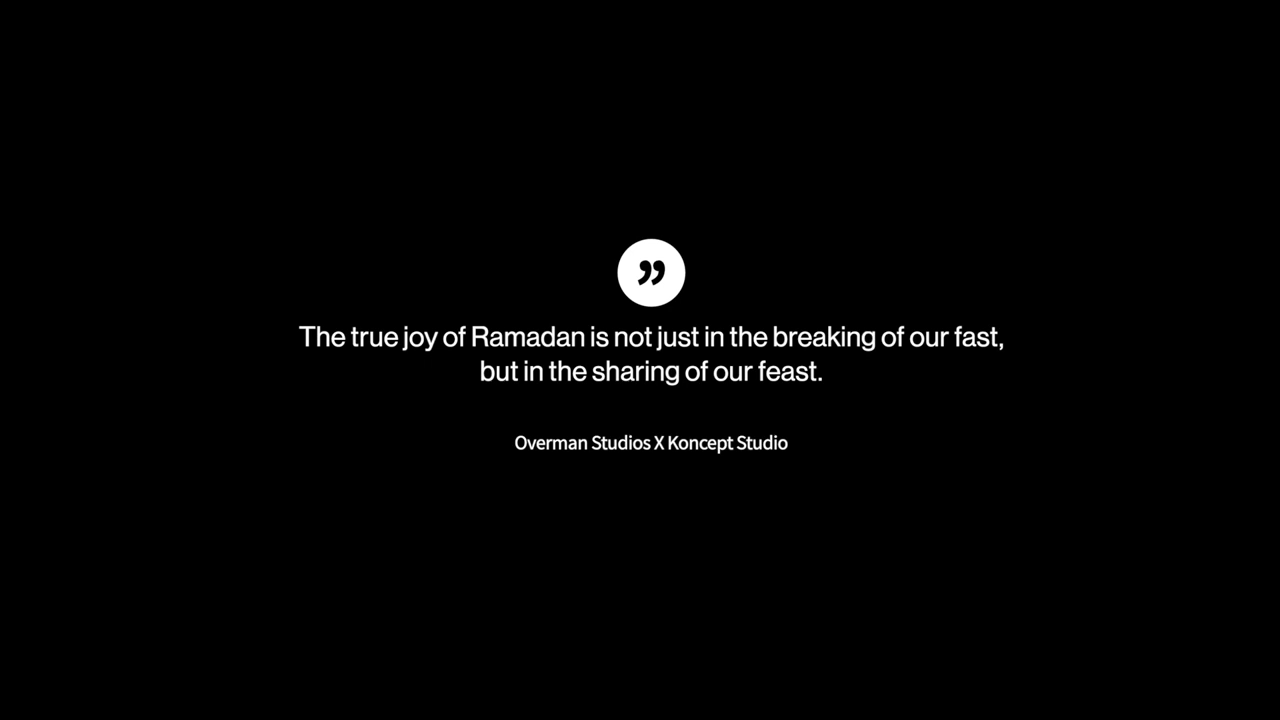 ”
The true joy of Ramadan is not just in the breaking of our fast,
but in the sharing of our feast.
Overman Studios X Koncept Studio